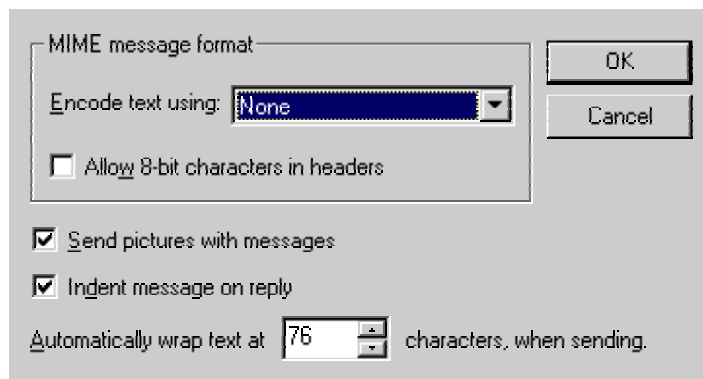 MIME message format
OK
Encode text using: None
Cancel
Allow 8-bit characters in headers
Send pictures with messages
Indent message on reply
Automatically wrap text at 76 characters, when sending.